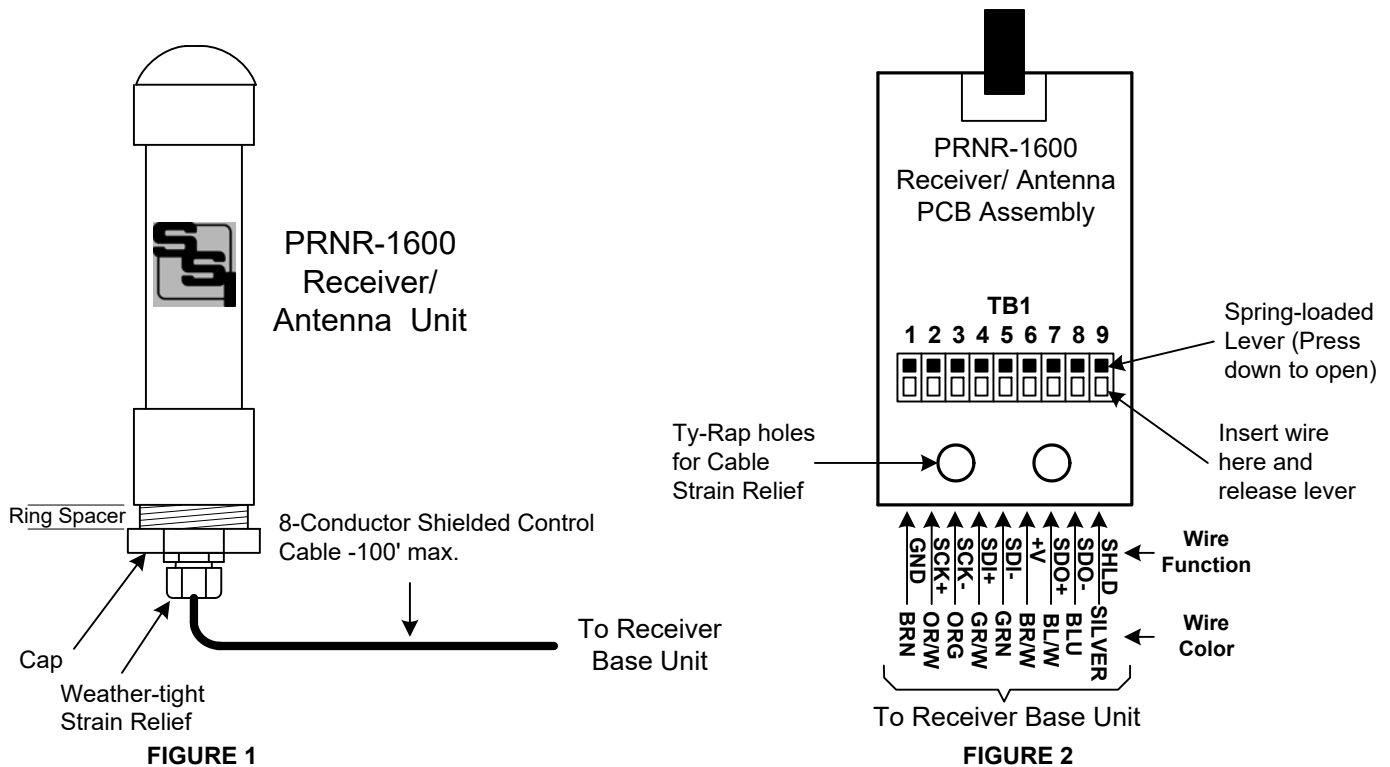 PRNR-1600
Receiver/
Antenna Unit
SSI
Ring Spacer
8-Conductor Shielded Control
Cable -100' max.
To Receiver
Base Unit
Cap
Weather-tight
Strain Relief
FIGURE 1
PRNR-1600
Receiver/ Antenna
PCB Assembly
TB1
1 2 3 4 5 6 7 8 9
Spring-loaded
Lever (Press
down to open)
Ty-Rap holes
for Cable
Strain Relief
Insert wire
here and
release lever
GND
SCK+
SCK-
SDI+
SDI-
+V
SDO+
SDO-
SHLD
Wire
Function
BRN
OR/W
ORG
GR/W
GRN
BR/W
BL/W
BLU
SILVER
Wire
Color
To Receiver Base Unit
FIGURE 2